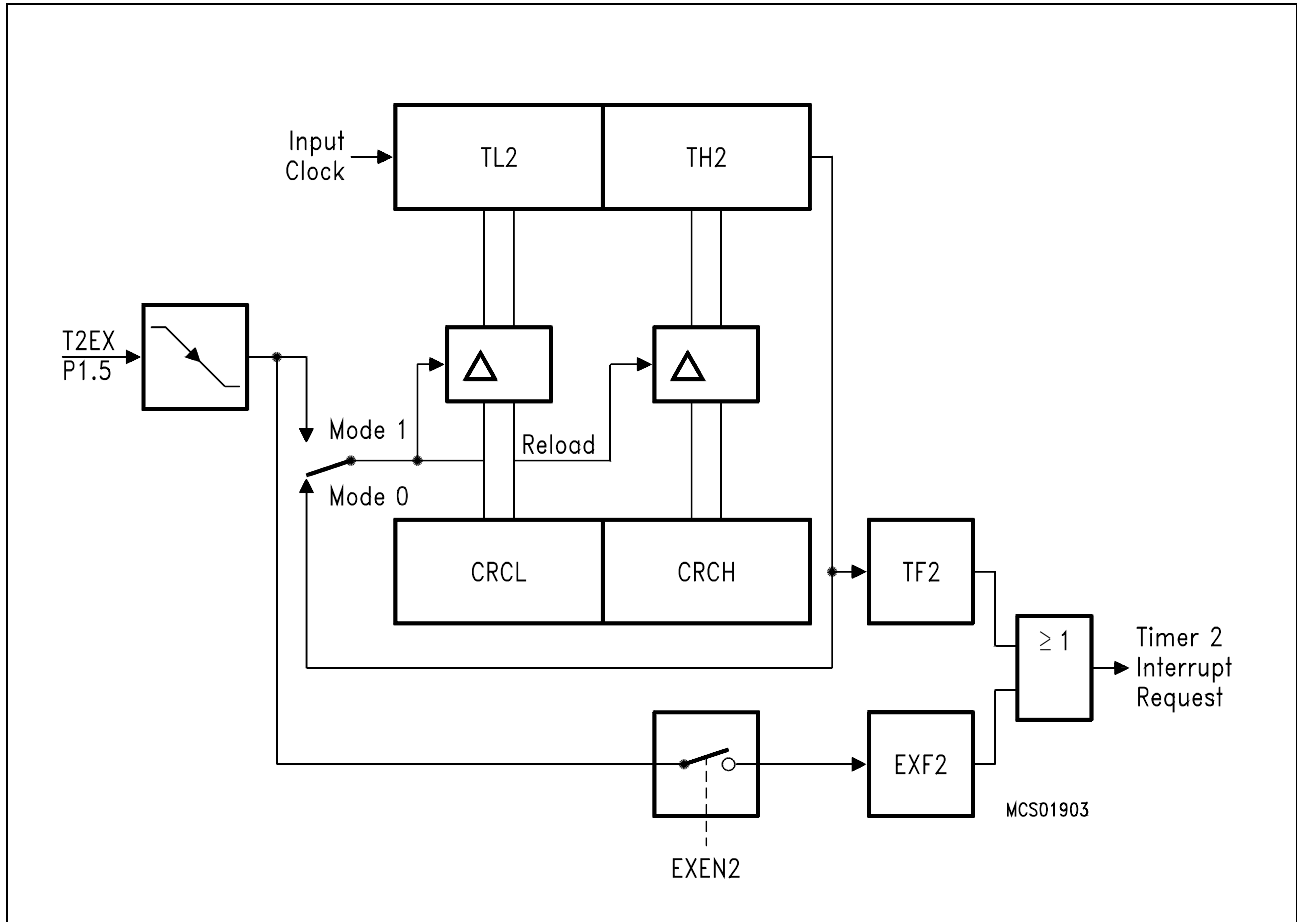 Input
Clock
TL2
TH2
T2EX
P1.5
Mode 1
Reload
Mode 0
CRCL
CRCH
TF2
≥ 1
Timer 2
Interrupt
Request
EXF2
MCS01903
EXEN2